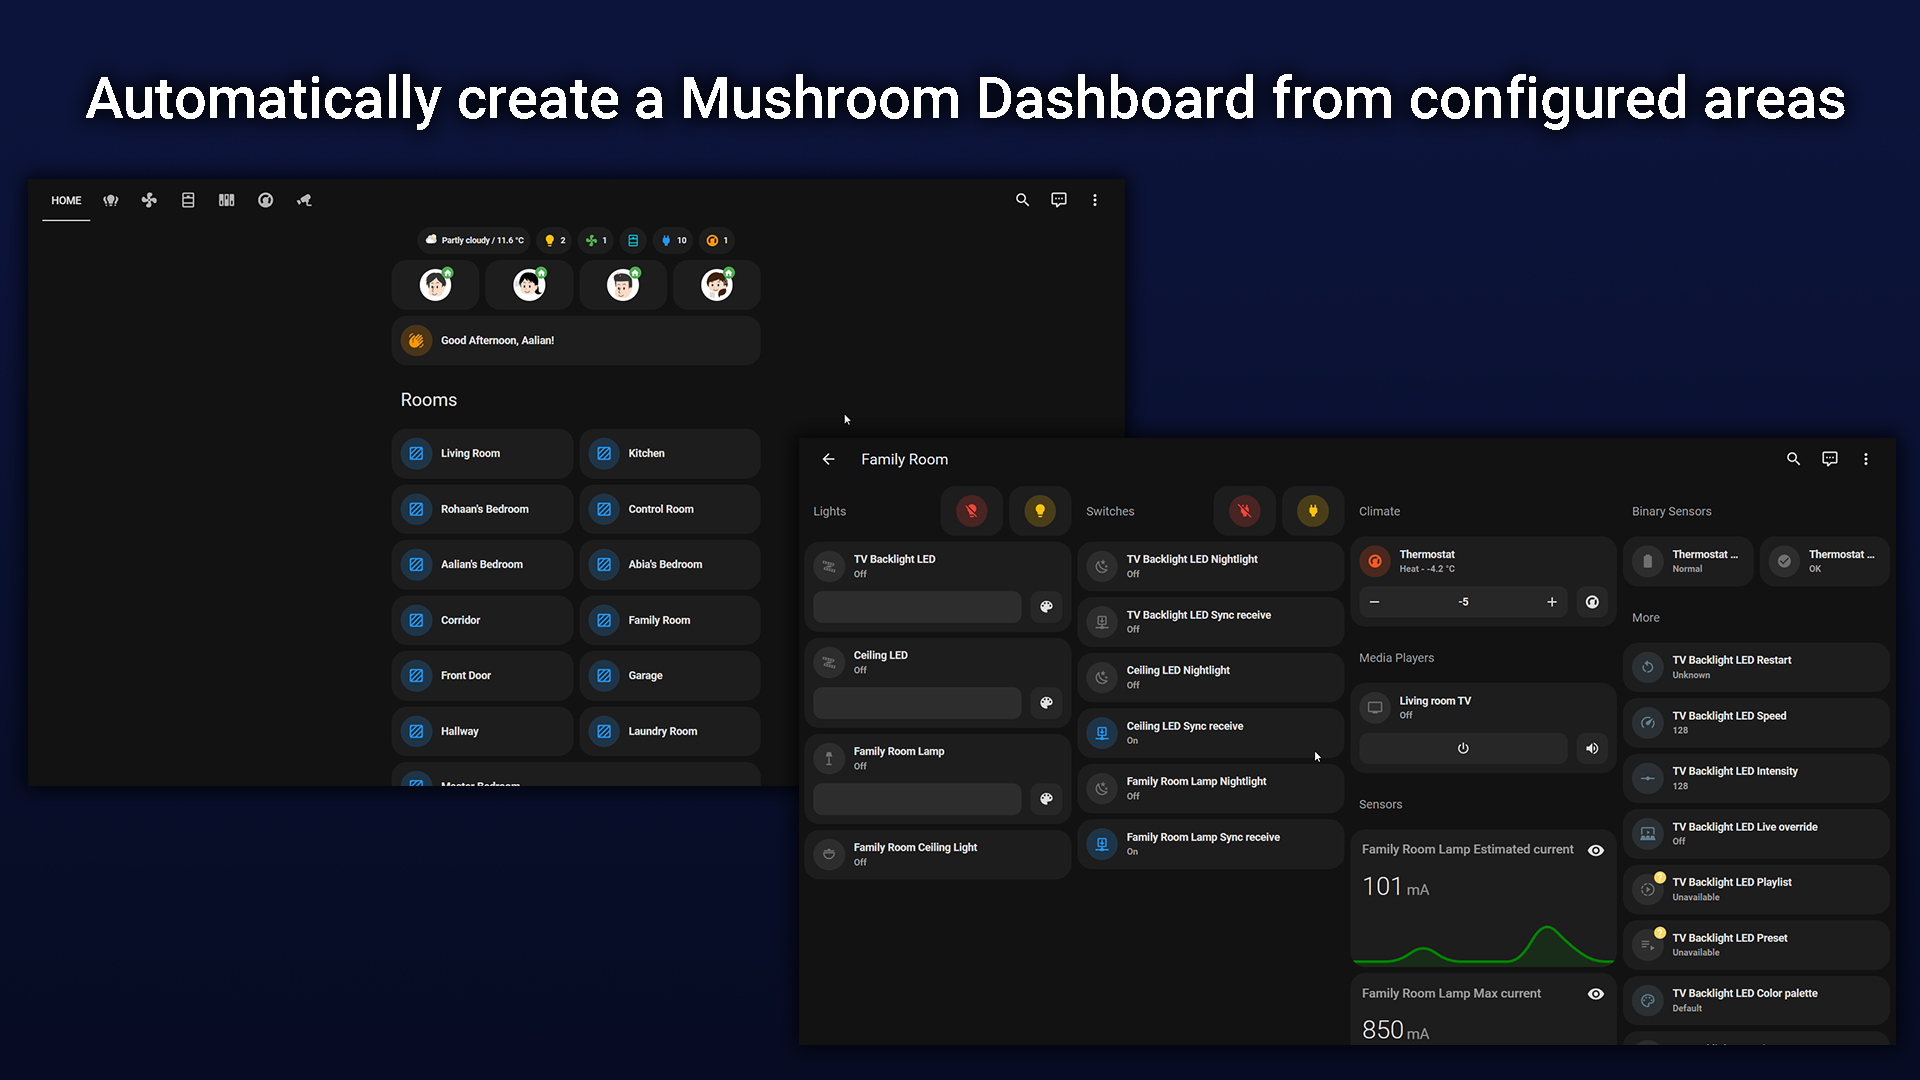 Automatically create a Mushroom Dashboard from configured areas
HOME
Partly cloudy / 11.6 °C
2
1
10
1
Good Afternoon, Aalian!
Rooms
Living Room
Kitchen
Rohaan's Bedroom
Control Room
Aalian's Bedroom
Abia's Bedroom
Corridor
Family Room
Front Door
Garage
Hallway
Laundry Room
Master Bedroom
Family Room
Lights
TV Backlight LED
Off
Ceiling LED
Off
Family Room Lamp
Off
Family Room Ceiling Light
Off
Switches
TV Backlight LED Nightlight
Off
TV Backlight LED Sync receive
Off
Ceiling LED Nightlight
Off
Ceiling LED Sync receive
On
Family Room Lamp Nightlight
Off
Family Room Lamp Sync receive
On
Climate
Thermostat
Heat - -4.2 °C
-5
Media Players
Living room TV
Off
Sensors
Family Room Lamp Estimated current
101 mA
Family Room Lamp Max current
850 mA
Binary Sensors
Thermostat ...
Normal
Thermostat ...
OK
More
TV Backlight LED Restart
Unknown
TV Backlight LED Speed
128
TV Backlight LED Intensity
128
TV Backlight LED Live override
Off
TV Backlight LED Playlist
Unavailable
TV Backlight LED Preset
Unavailable
TV Backlight LED Color palette
Default